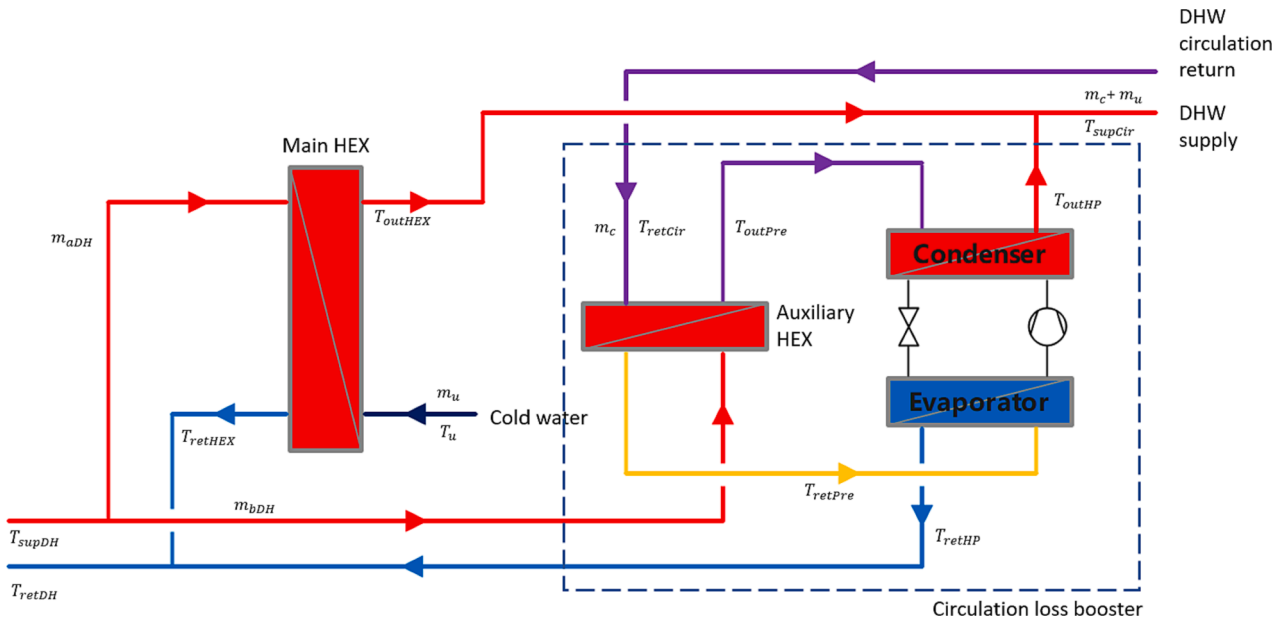 DHW
circulation
return
m_c + m_u
DHW
supply
T_supCir
Main HEX
T_outHEX
m_aDH
m_c
T_retCir
T_outPre
T_outHP
Condenser
Auxiliary
HEX
Evaporator
m_u
Cold water
T_u
T_retHEX
T_retPre
m_bDH
T_supDH
T_retHP
T_retDH
Circulation loss booster